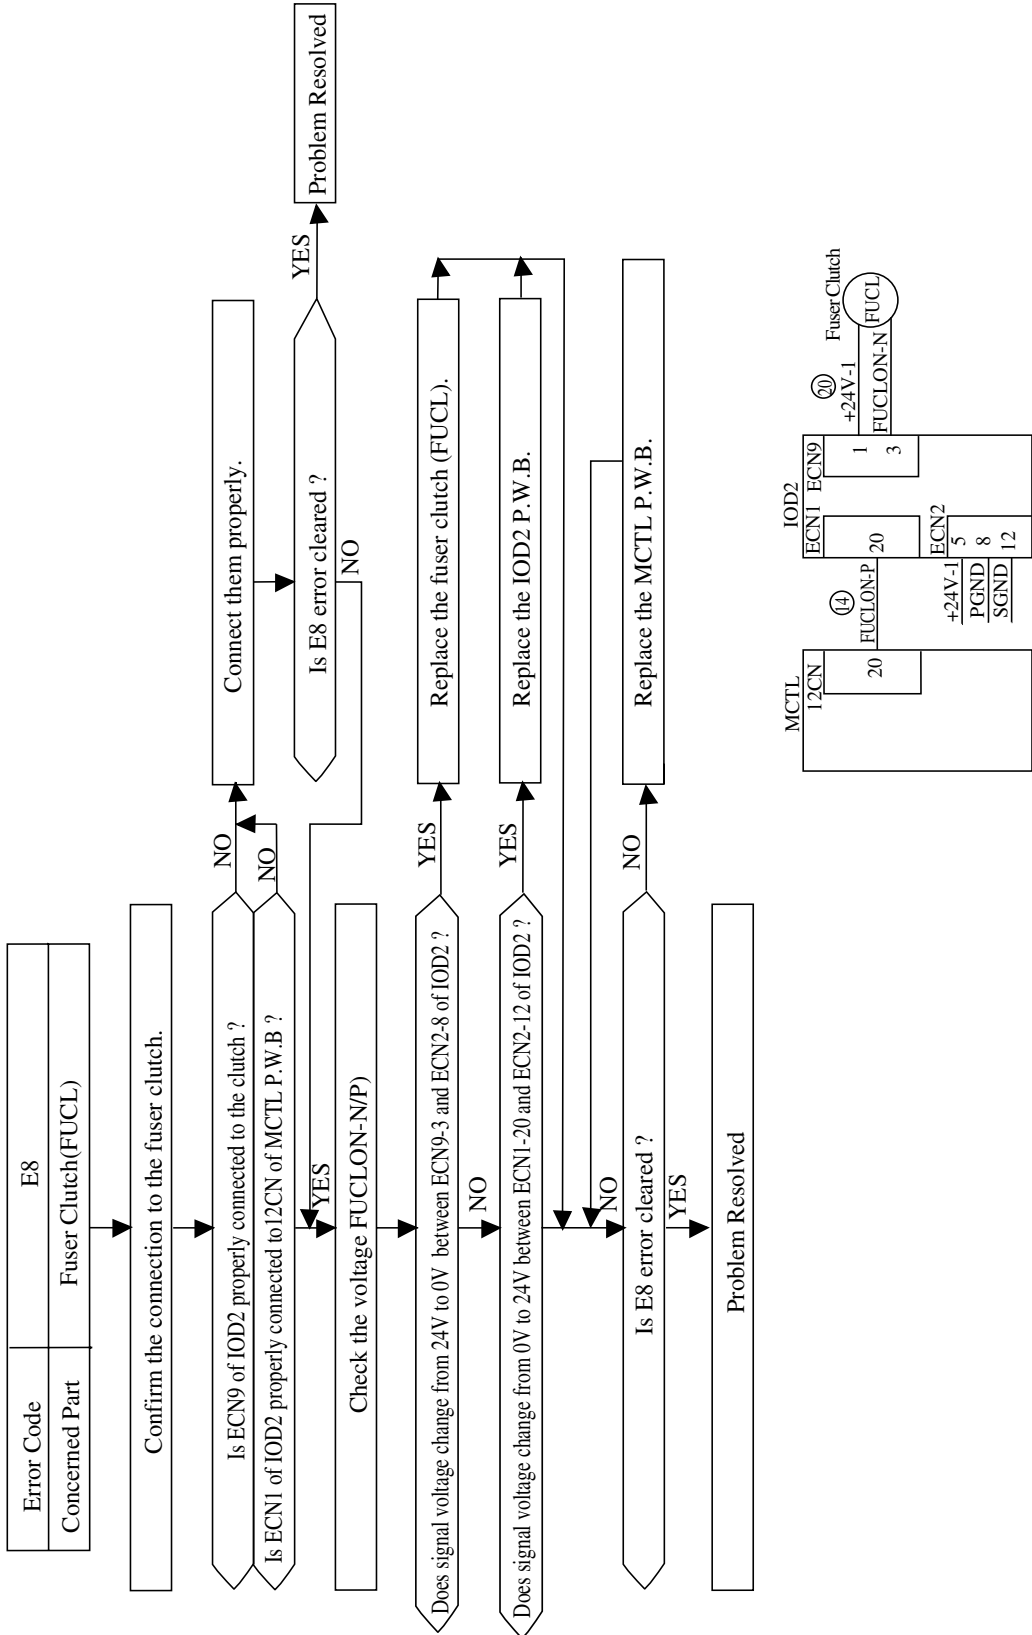 Error Code
E8
Concerned Part
Fuser Clutch(FUCL)
Confirm the connection to the fuser clutch.
Is ECN9 of IOD2 properly connected to the clutch ?
NO
Is ECN1 of IOD2 properly connected to12CN of MCTL P.W.B ?
NO
Connect them properly.
Is E8 error cleared ?
YES
Problem Resolved
NO
YES
Check the voltage FUCLON-N/P)
Does signal voltage change from 24V to 0V between ECN9-3 and ECN2-8 of IOD2 ?
YES
Replace the fuser clutch (FUCL).
NO
Does signal voltage change from 0V to 24V between ECN1-20 and ECN2-12 of IOD2 ?
YES
Replace the IOD2 P.W.B.
NO
Is E8 error cleared ?
NO
Replace the MCTL P.W.B.
YES
Problem Resolved
MCTL
12CN
20
14
FUCLON-P
IOD2
ECN1
20
ECN2
+24V-1
5
PGND
8
SGND
12
ECN9
1
3
20
+24V-1
FUCLON-N
Fuser Clutch
FUCL